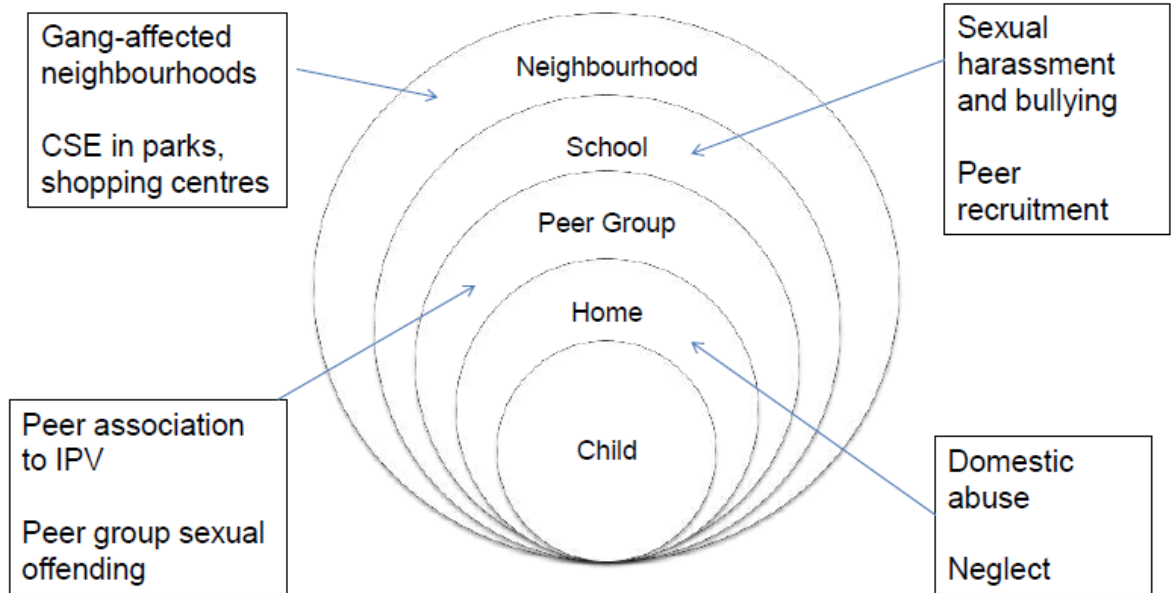 Gang-affected
neighbourhoods
CSE in parks,
shopping centres
Neighbourhood
School
Peer Group
Home
Child
Sexual
harassment
and bullying
Peer
recruitment
Peer association
to IPV
Peer group sexual
offending
Domestic
abuse
Neglect